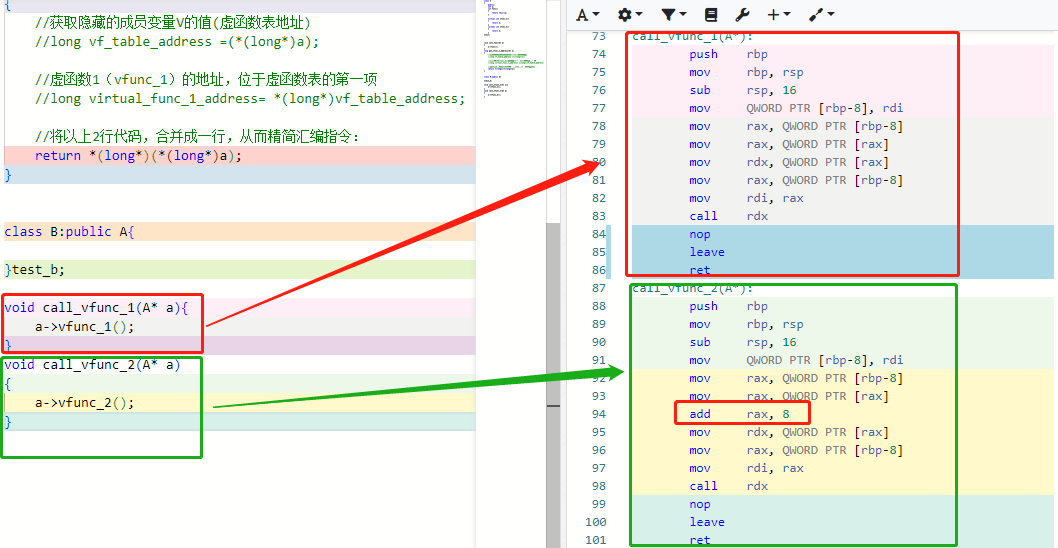 {
//获取隐藏的成员变量V的值(虚函数表地址)
//long vf_table_address =(*(long*)a);
//虚函数1（vfunc_1）的地址，位于虚函数表的第一项
//long virtual_func_1_address= *(long*)vf_table_address;
//将以上2行代码，合并成一行，从而精简汇编指令：
return *(long*)(*(long*)a);
}
class B:public A{
}test_b;
void call_vfunc_1(A* a){
a->vfunc_1();
}
void call_vfunc_2(A* a)
{
a->vfunc_2();
}
A
73 call_vfunc_1(A*):
74 push rbp
75 mov rbp, rsp
76 sub rsp, 16
77 mov QWORD PTR [rbp-8], rdi
78 mov rax, QWORD PTR [rbp-8]
79 mov rax, QWORD PTR [rax]
80 mov rdx, QWORD PTR [rax]
81 mov rax, QWORD PTR [rbp-8]
82 mov rdi, rax
83 call rdx
84 nop
85 leave
86 ret
87 call_vfunc_2(A*):
88 push rbp
89 mov rbp, rsp
90 sub rsp, 16
91 mov QWORD PTR [rbp-8], rdi
92 mov rax, QWORD PTR [rbp-8]
93 mov rax, QWORD PTR [rax]
94 add rax, 8
95 mov rdx, QWORD PTR [rax]
96 mov rax, QWORD PTR [rbp-8]
97 mov rdi, rax
98 call rdx
99 nop
100 leave
101 ret